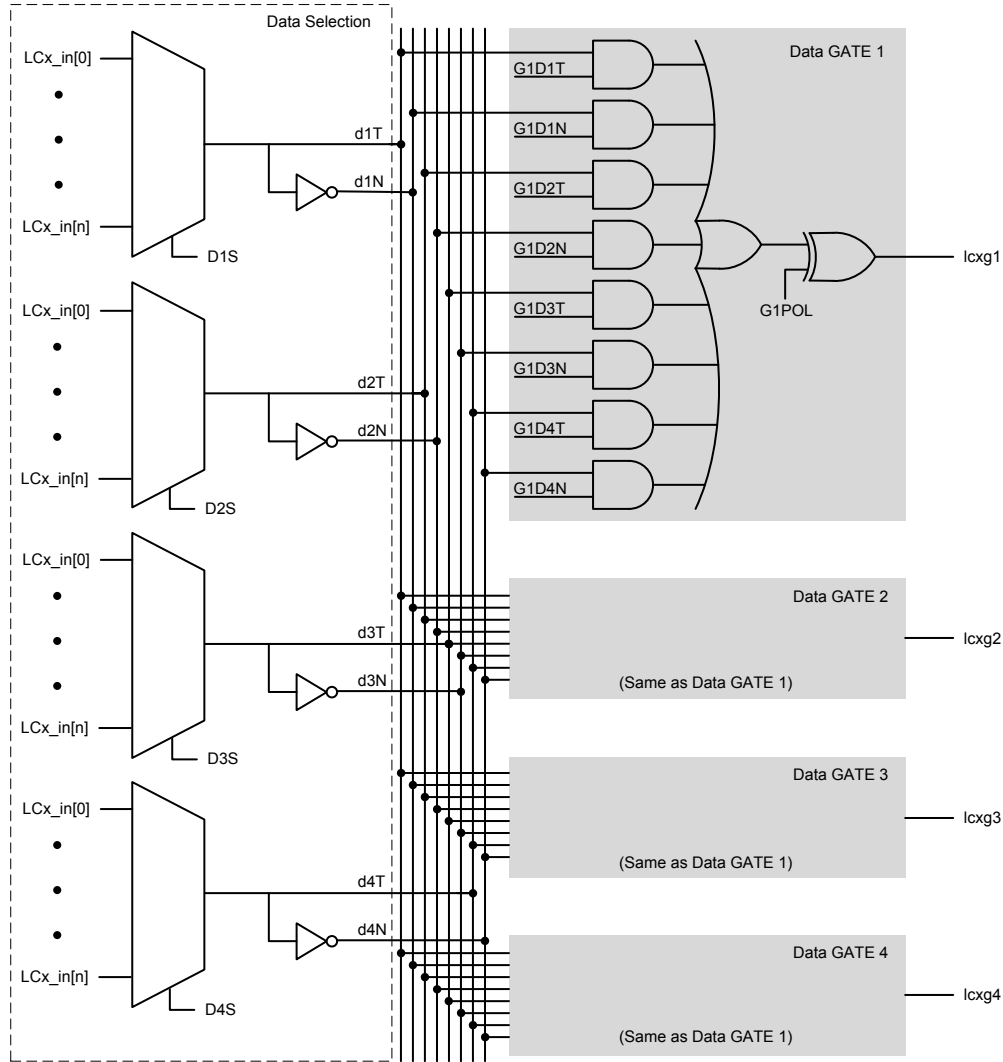 Data Selection
LCx_in[0]
LCx_in[n]
D1S
d1T
d1N
LCx_in[0]
LCx_in[n]
D2S
d2T
d2N
LCx_in[0]
LCx_in[n]
D3S
d3T
d3N
LCx_in[0]
LCx_in[n]
D4S
d4T
d4N
Data GATE 1
G1D1T
G1D1N
G1D2T
G1D2N
G1D3T
G1D3N
G1D4T
G1D4N
G1POL
lcxg1
Data GATE 2
(Same as Data GATE 1)
lcxg2
Data GATE 3
(Same as Data GATE 1)
lcxg3
Data GATE 4
(Same as Data GATE 1)
lcxg4